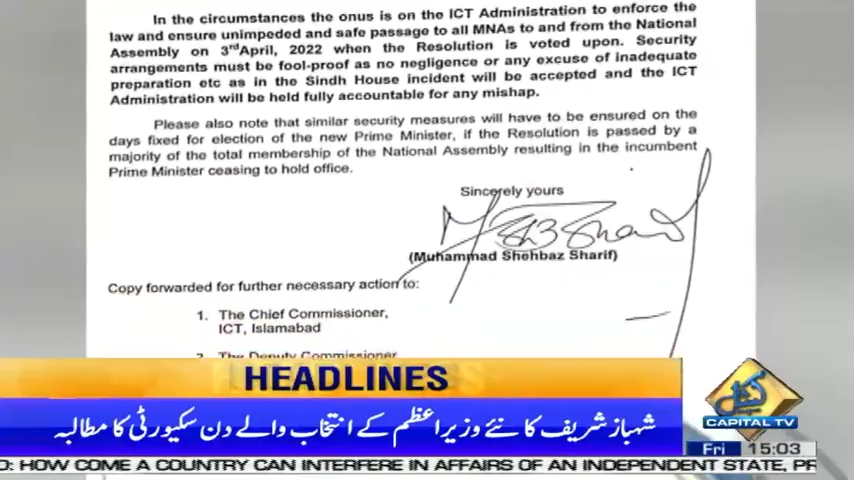 In the circumstances the onus is on the ICT Administration to enforce the
law and ensure unimpeded and safe passage to all MNAs to and from the National
Assembly on 3rdApril, 2022 when the Resolution is voted upon. Security
arrangements must be fool-proof as no negligence or any excuse of inadequate
preparation etc as in the Sindh House incident will be accepted and the ICT
Administration will be held fully accountable for any mishap.
Please also note that similar security measures will have to be ensured on the
days fixed for election of the new Prime Minister, if the Resolution is passed by a
majority of the total membership of the National Assembly resulting in the incumbent
Prime Minister ceasing to hold office.
Sincerely yours
(Muhammad Shehbaz Sharif)
Copy forwarded for further necessary action to:
1. The Chief Commissioner,
ICT, Islamabad
2. The Deputy Commissioner
HEADLINES
شہباز شریف کا نئے وزیراعظم کے انتخاب والے دن سکیورٹی کا مطالبہ
کیپیٹل
CAPITAL TV
Fri 15:03
O: HOW COME A COUNTRY CAN INTERFERE IN AFFAIRS OF AN INDEPENDENT STATE, PR